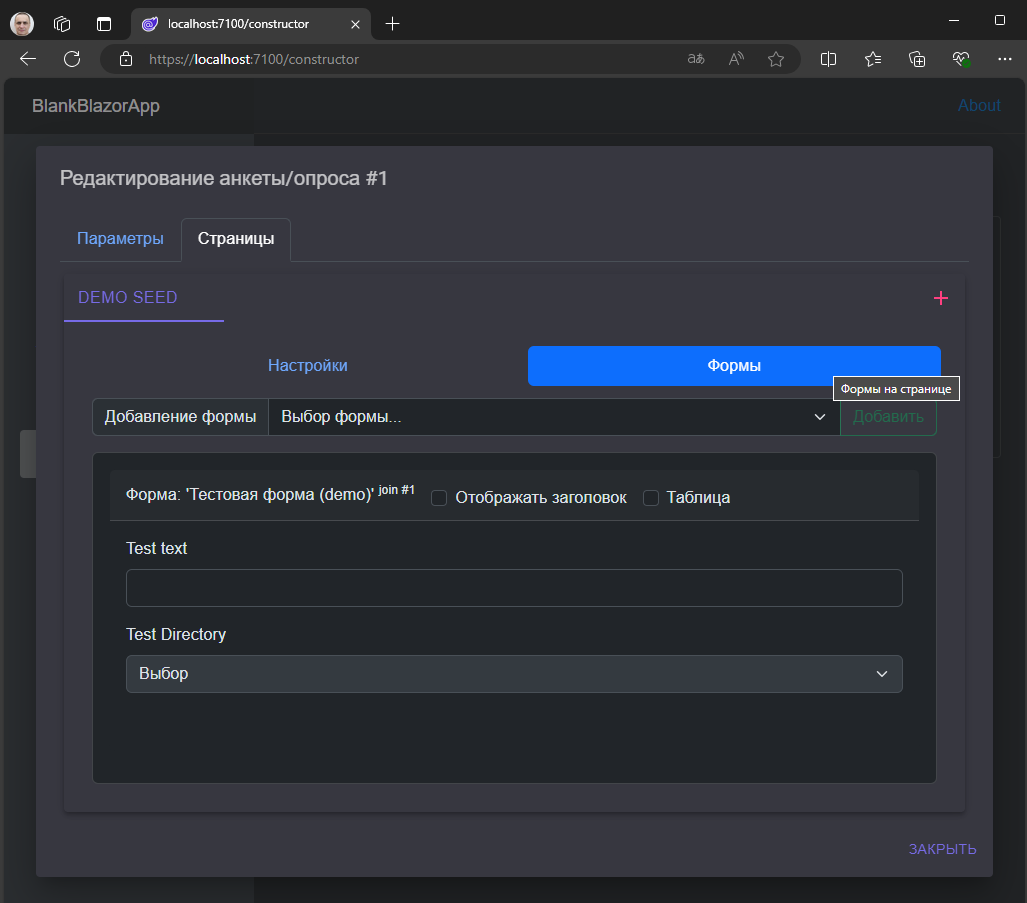 localhost:7100/constructor
https://localhost:7100/constructor
BlankBlazorApp
About
Редактирование анкеты/опроса #1
Параметры
Страницы
DEMO SEED
Настройки
Формы
Формы на странице
Добавление формы
Выбор формы...
Добавить
Форма: 'Тестовая форма (demo)' join #1
Отображать заголовок
Таблица
Test text
Test Directory
Выбор
ЗАКРЫТЬ